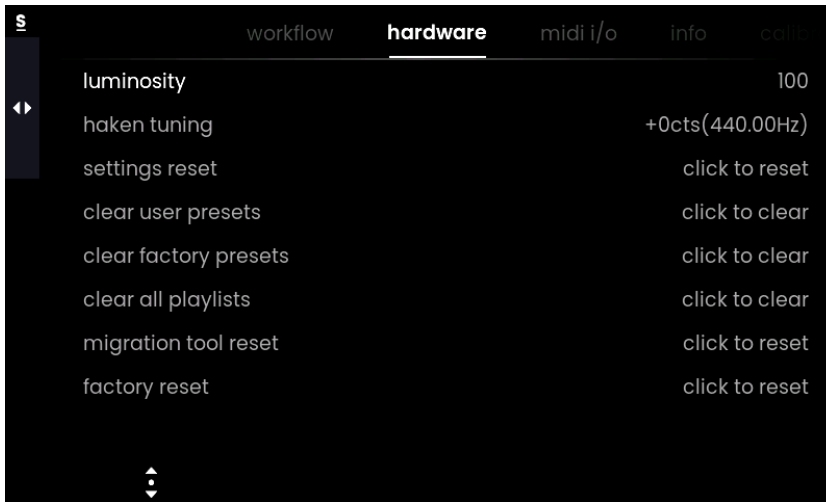 S
workflow hardware midi i/o info calib
luminosity 100
haken tuning +0cts(440.00Hz)
settings reset click to reset
clear user presets click to clear
clear factory presets click to clear
clear all playlists click to clear
migration tool reset click to reset
factory reset click to reset